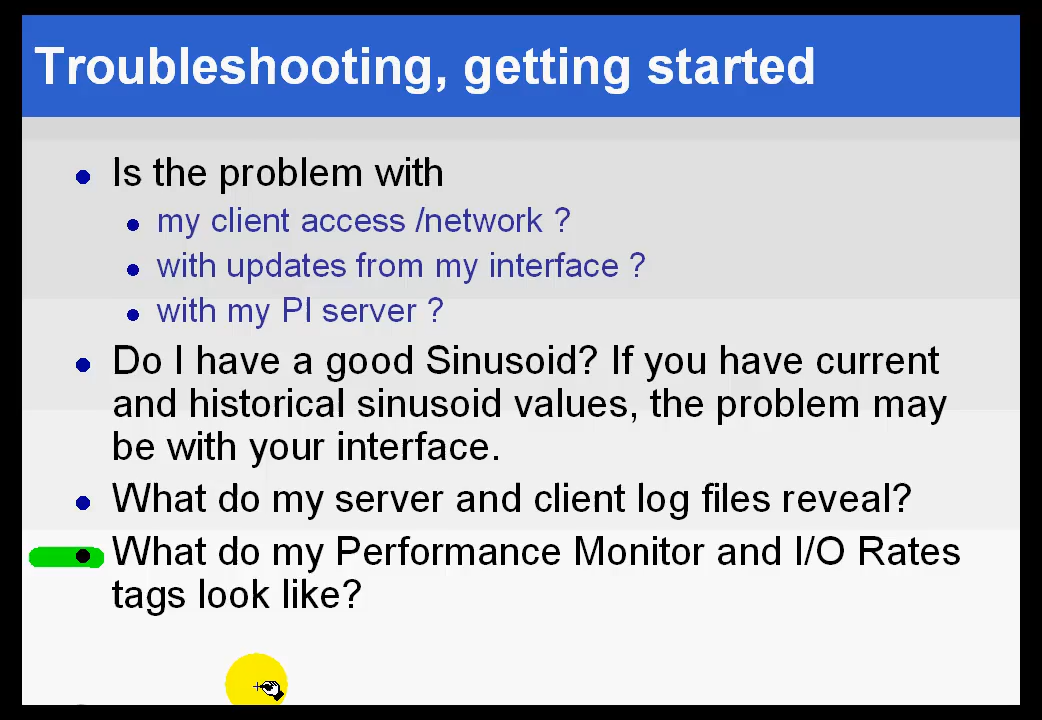 Troubleshooting, getting started
Is the problem with
my client access /network ?
with updates from my interface ?
with my PI server ?
Do I have a good Sinusoid? If you have current
and historical sinusoid values, the problem may
be with your interface.
What do my server and client log files reveal?
What do my Performance Monitor and I/O Rates
tags look like?